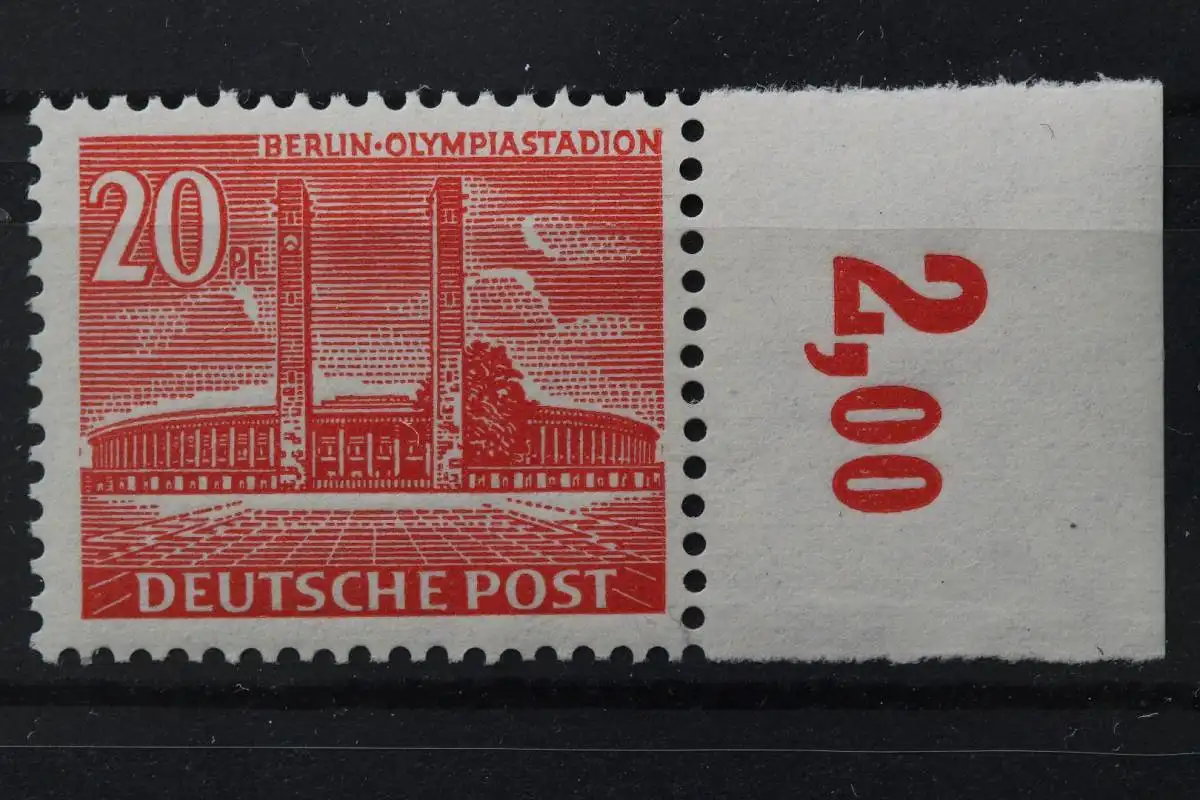 BERLIN·OLYMPIASTADION
20 PF
DEUTSCHE POST
2,00